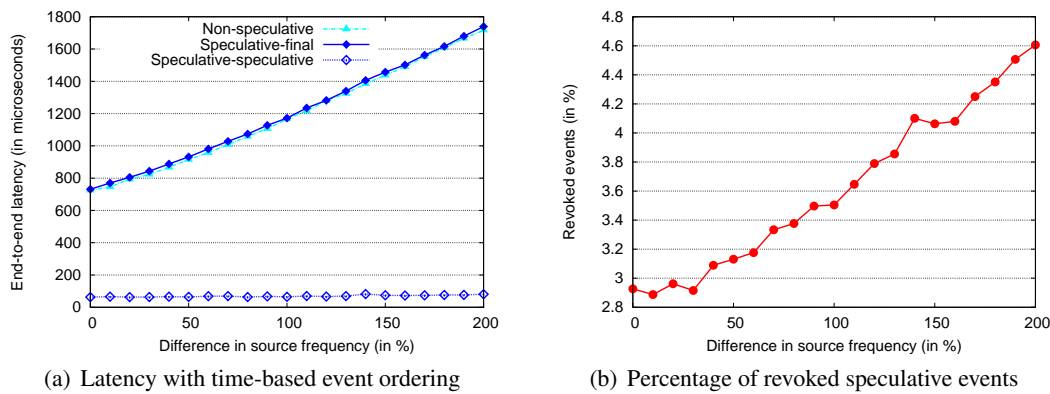 End-to-end latency (in microseconds)
1800
1600
1400
1200
1000
800
600
400
200
0
Non-speculative
Speculative-final
Speculative-speculative
0 50 100 150 200
Difference in source frequency (in %)
(a) Latency with time-based event ordering
Revoked events (in %)
4.8
4.6
4.4
4.2
4
3.8
3.6
3.4
3.2
3
2.8
0 50 100 150 200
Difference in source frequency (in %)
(b) Percentage of revoked speculative events